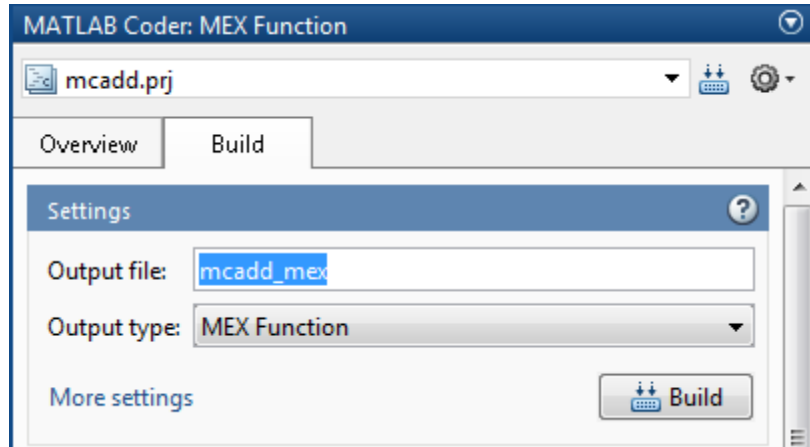 MATLAB Coder: MEX Function
mcadd.prj
Overview Build
Settings ?
Output file: mcadd_mex
Output type: MEX Function
More settings Build